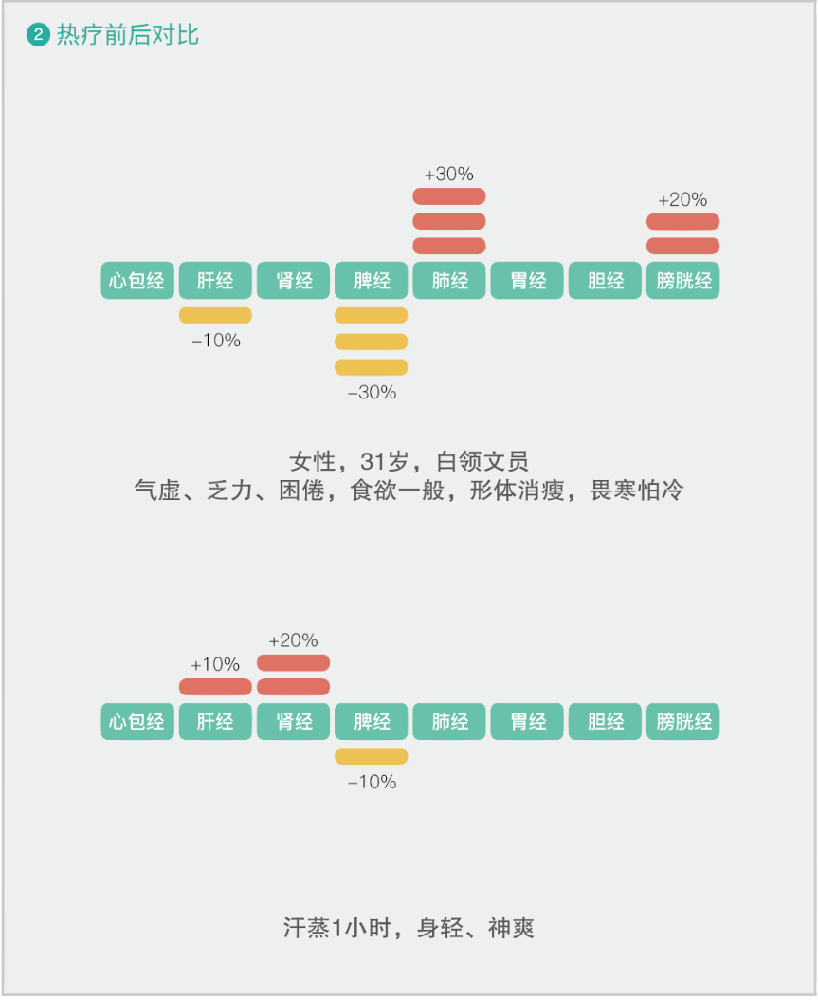 2 热疗前后对比
+30%
+20%
心包经 肝经 肾经 脾经 肺经 胃经 胆经 膀胱经
–10%
–30%
女性，31岁，白领文员
气虚、乏力、困倦，食欲一般，形体消瘦，畏寒怕冷
+20%
+10%
心包经 肝经 肾经 脾经 肺经 胃经 胆经 膀胱经
–10%
汗蒸1小时，身轻、神爽